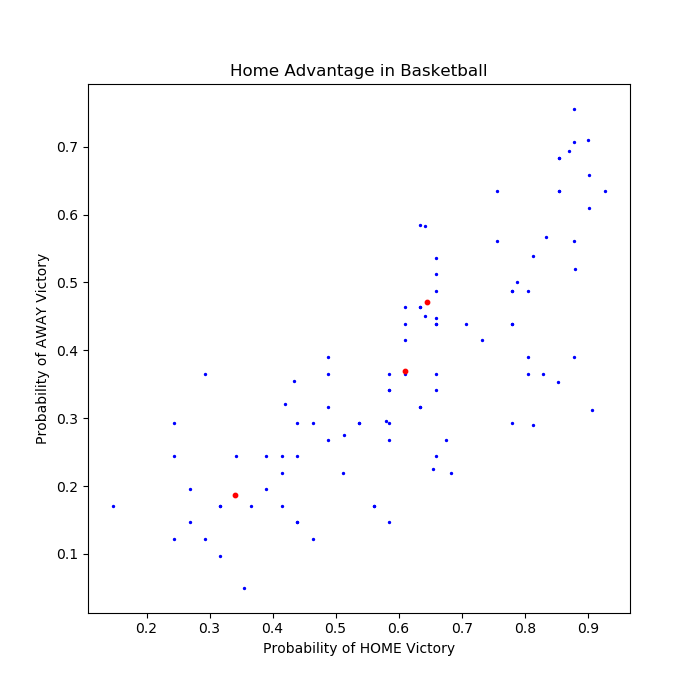 Home Advantage in Basketball
Probability of AWAY Victory
0.7
0.6
0.5
0.4
0.3
0.2
0.1
0.2 0.3 0.4 0.5 0.6 0.7 0.8 0.9
Probability of HOME Victory